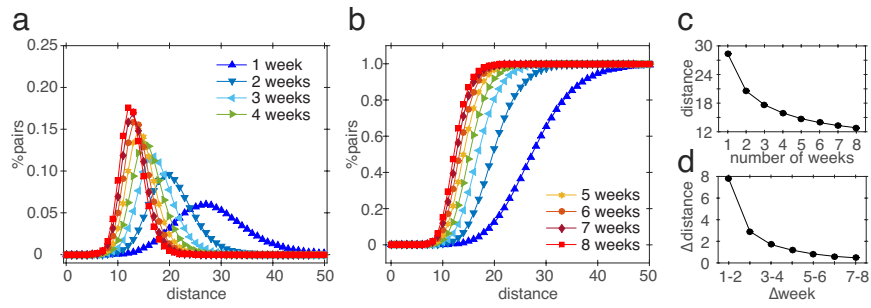 a
0.25
0.20
0.15
0.10
0.05
0
%pairs
0 10 20 30 40 50
distance
1 week
2 weeks
3 weeks
4 weeks
b
1.0
0.8
0.6
0.4
0.2
0
%pairs
0 10 20 30 40 50
distance
5 weeks
6 weeks
7 weeks
8 weeks
c
30
24
18
12
distance
1 2 3 4 5 6 7 8
number of weeks
d
8
6
4
2
0
Δdistance
1-2 3-4 5-6 7-8
Δweek